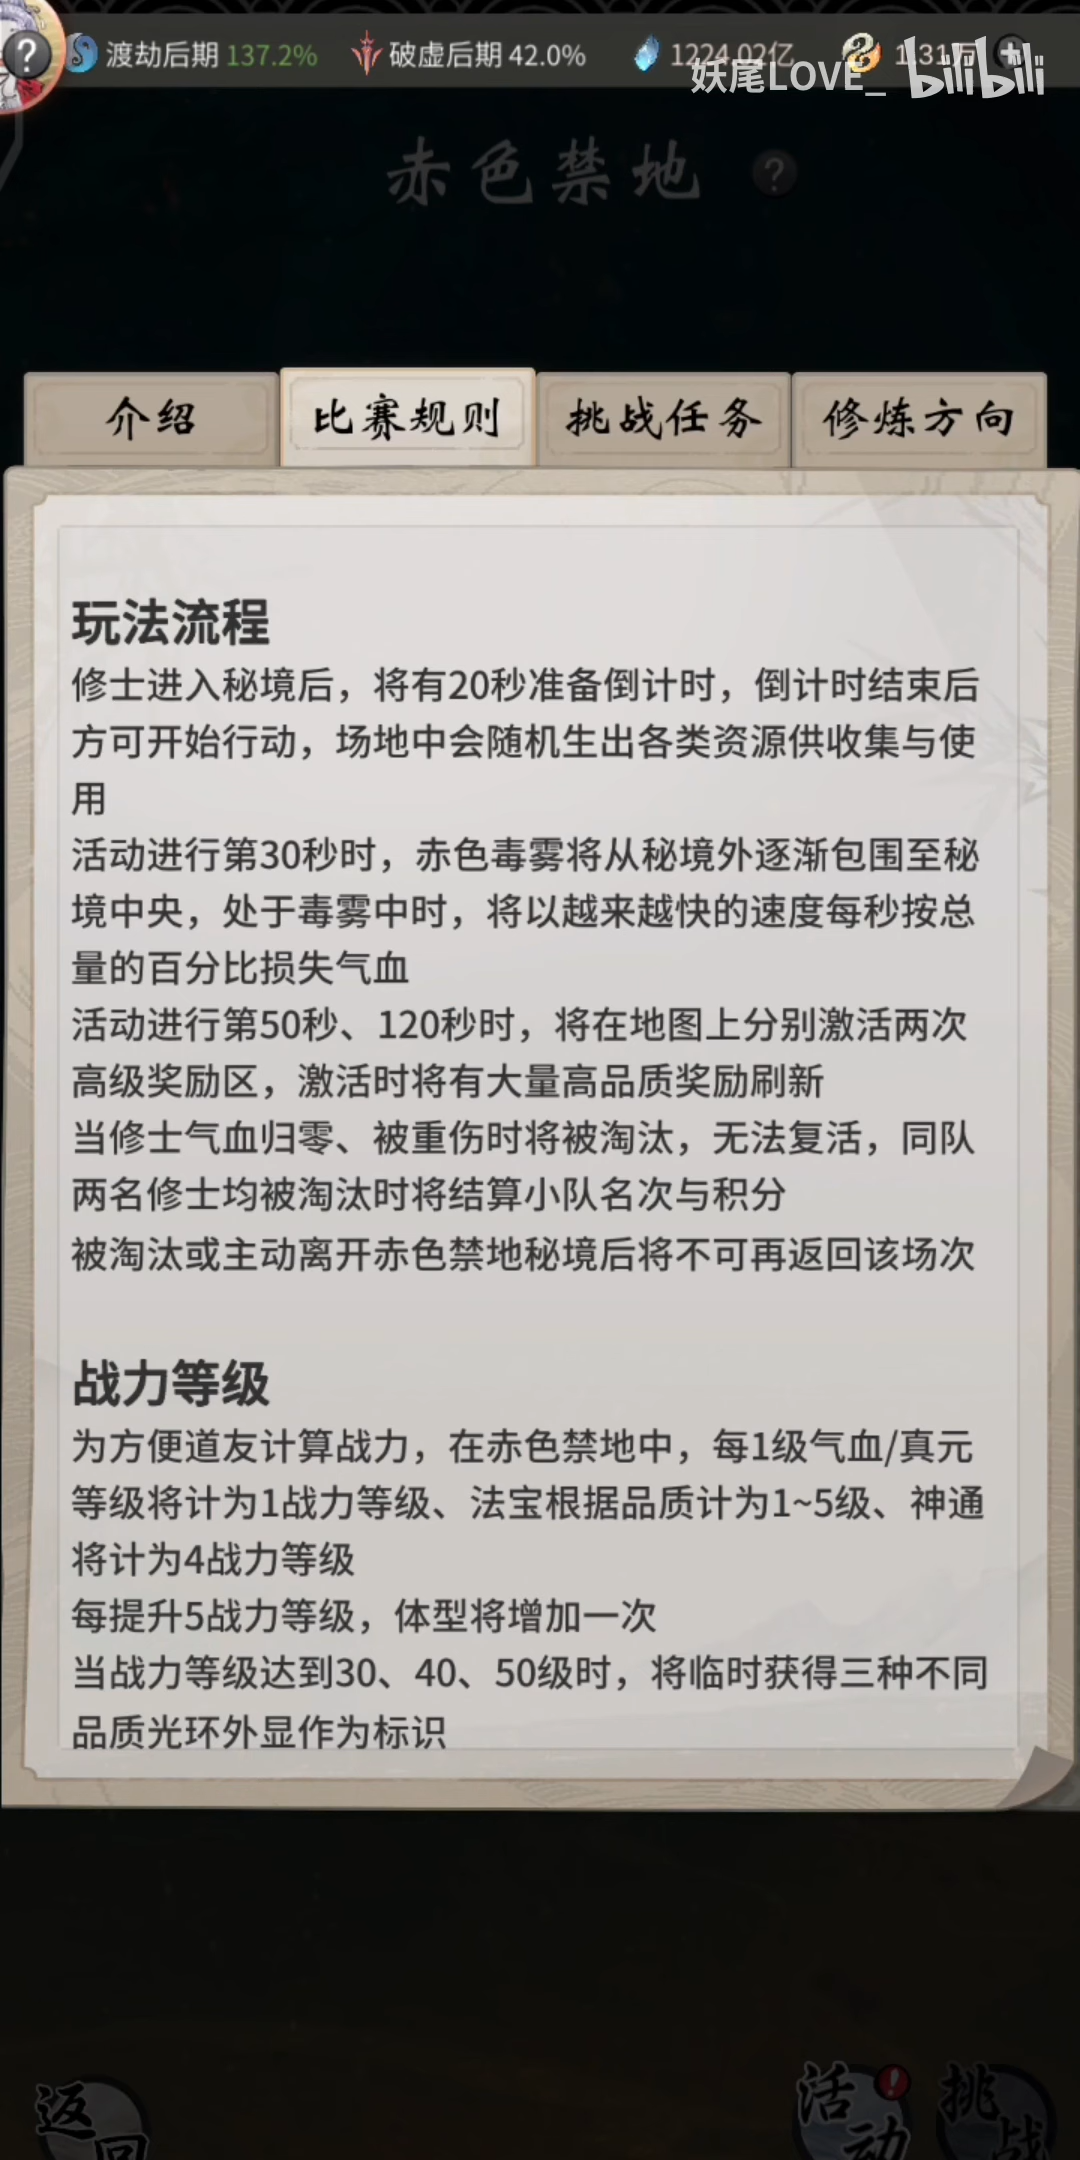 ? 渡劫后期 137.2% 破虚后期 42.0% 1224.02亿 1.31万 +
妖尾LOVE_ bilibili
赤色禁地 ?
介绍 比赛规则 挑战任务 修炼方向
玩法流程
修士进入秘境后，将有20秒准备倒计时，倒计时结束后
方可开始行动，场地中会随机生出各类资源供收集与使
用
活动进行第30秒时，赤色毒雾将从秘境外逐渐包围至秘
境中央，处于毒雾中时，将以越来越快的速度每秒按总
量的百分比损失气血
活动进行第50秒、120秒时，将在地图上分别激活两次
高级奖励区，激活时将有大量高品质奖励刷新
当修士气血归零、被重伤时将被淘汰，无法复活，同队
两名修士均被淘汰时将结算小队名次与积分
被淘汰或主动离开赤色禁地秘境后将不可再返回该场次
战力等级
为方便道友计算战力，在赤色禁地中，每1级气血/真元
等级将计为1战力等级、法宝根据品质计为1~5级、神通
将计为4战力等级
每提升5战力等级，体型将增加一次
当战力等级达到30、40、50级时，将临时获得三种不同
品质光环外显作为标识
返回 活动 ! 挑战